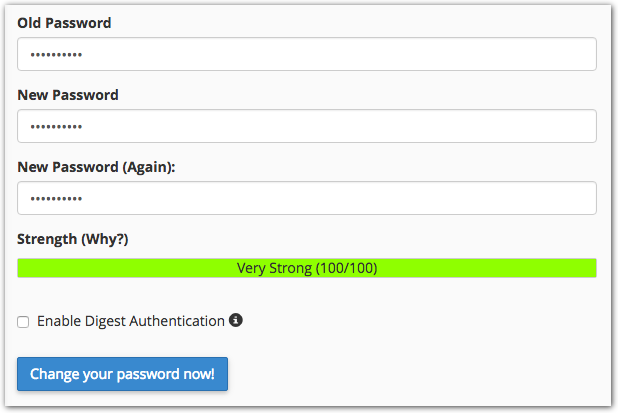 Old Password
••••••••••
New Password
••••••••••
New Password (Again):
••••••••••
Strength (Why?)
Very Strong (100/100)
Enable Digest Authentication
Change your password now!